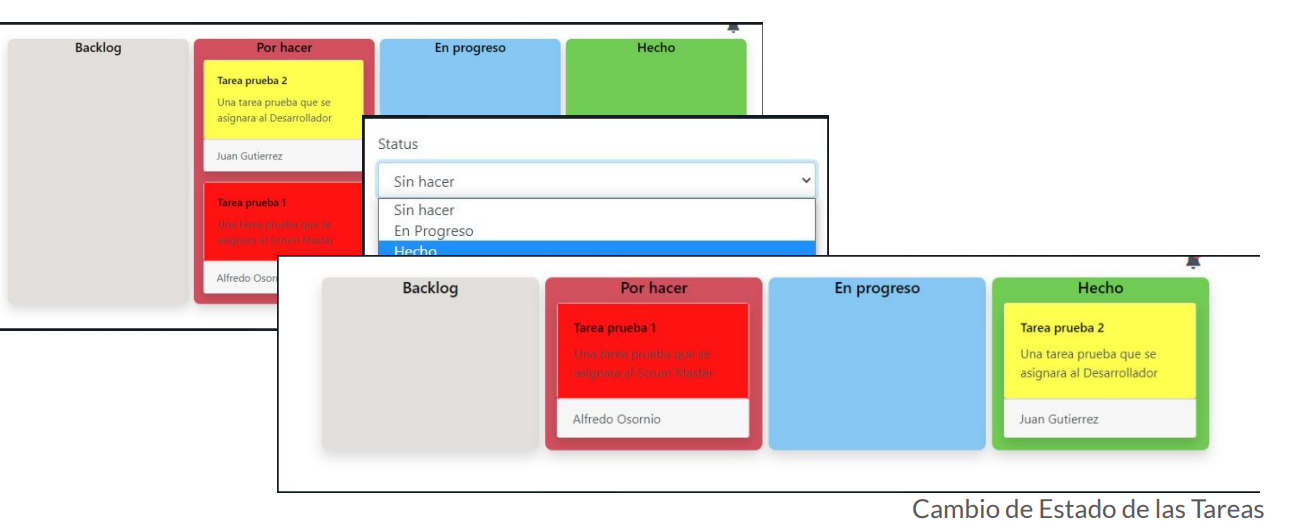 Backlog
Por hacer
En progreso
Hecho
Tarea prueba 2
Una tarea prueba que se
asignara al Desarrollador
Juan Gutierrez
Tarea prueba 1
Una tarea prueba que se
asignara al Scrum Master
Alfredo Osorn
Status
Sin hacer
Sin hacer
En Progreso
Hecho
Backlog
Por hacer
En progreso
Hecho
Tarea prueba 1
Una tarea prueba que se
asignara al Scrum Master
Alfredo Osornio
Tarea prueba 2
Una tarea prueba que se
asignara al Desarrollador
Juan Gutierrez
Cambio de Estado de las Tareas